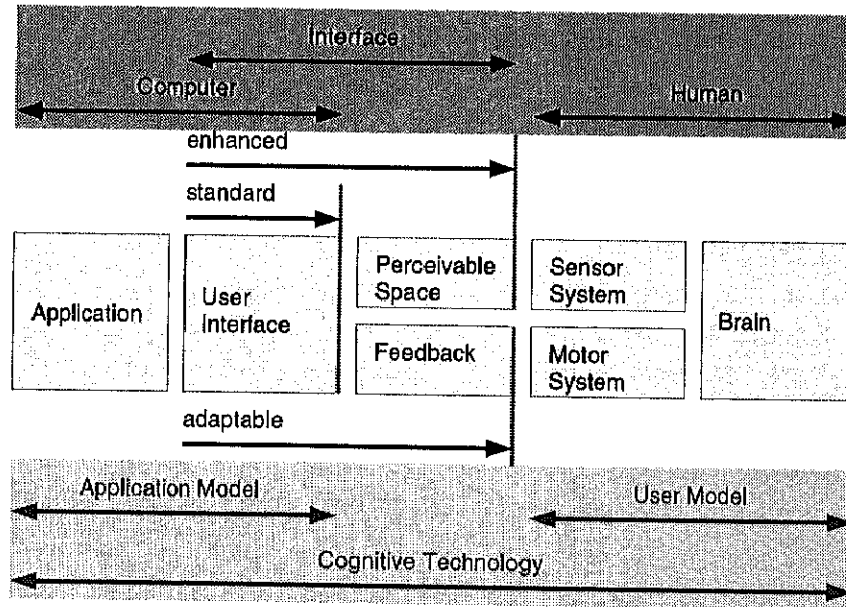 Interface
Computer
Human
enhanced
standard
Application
User
Interface
Perceivable
Space
Feedback
Sensor
System
Motor
System
Brain
adaptable
Application Model
User Model
Cognitive Technology